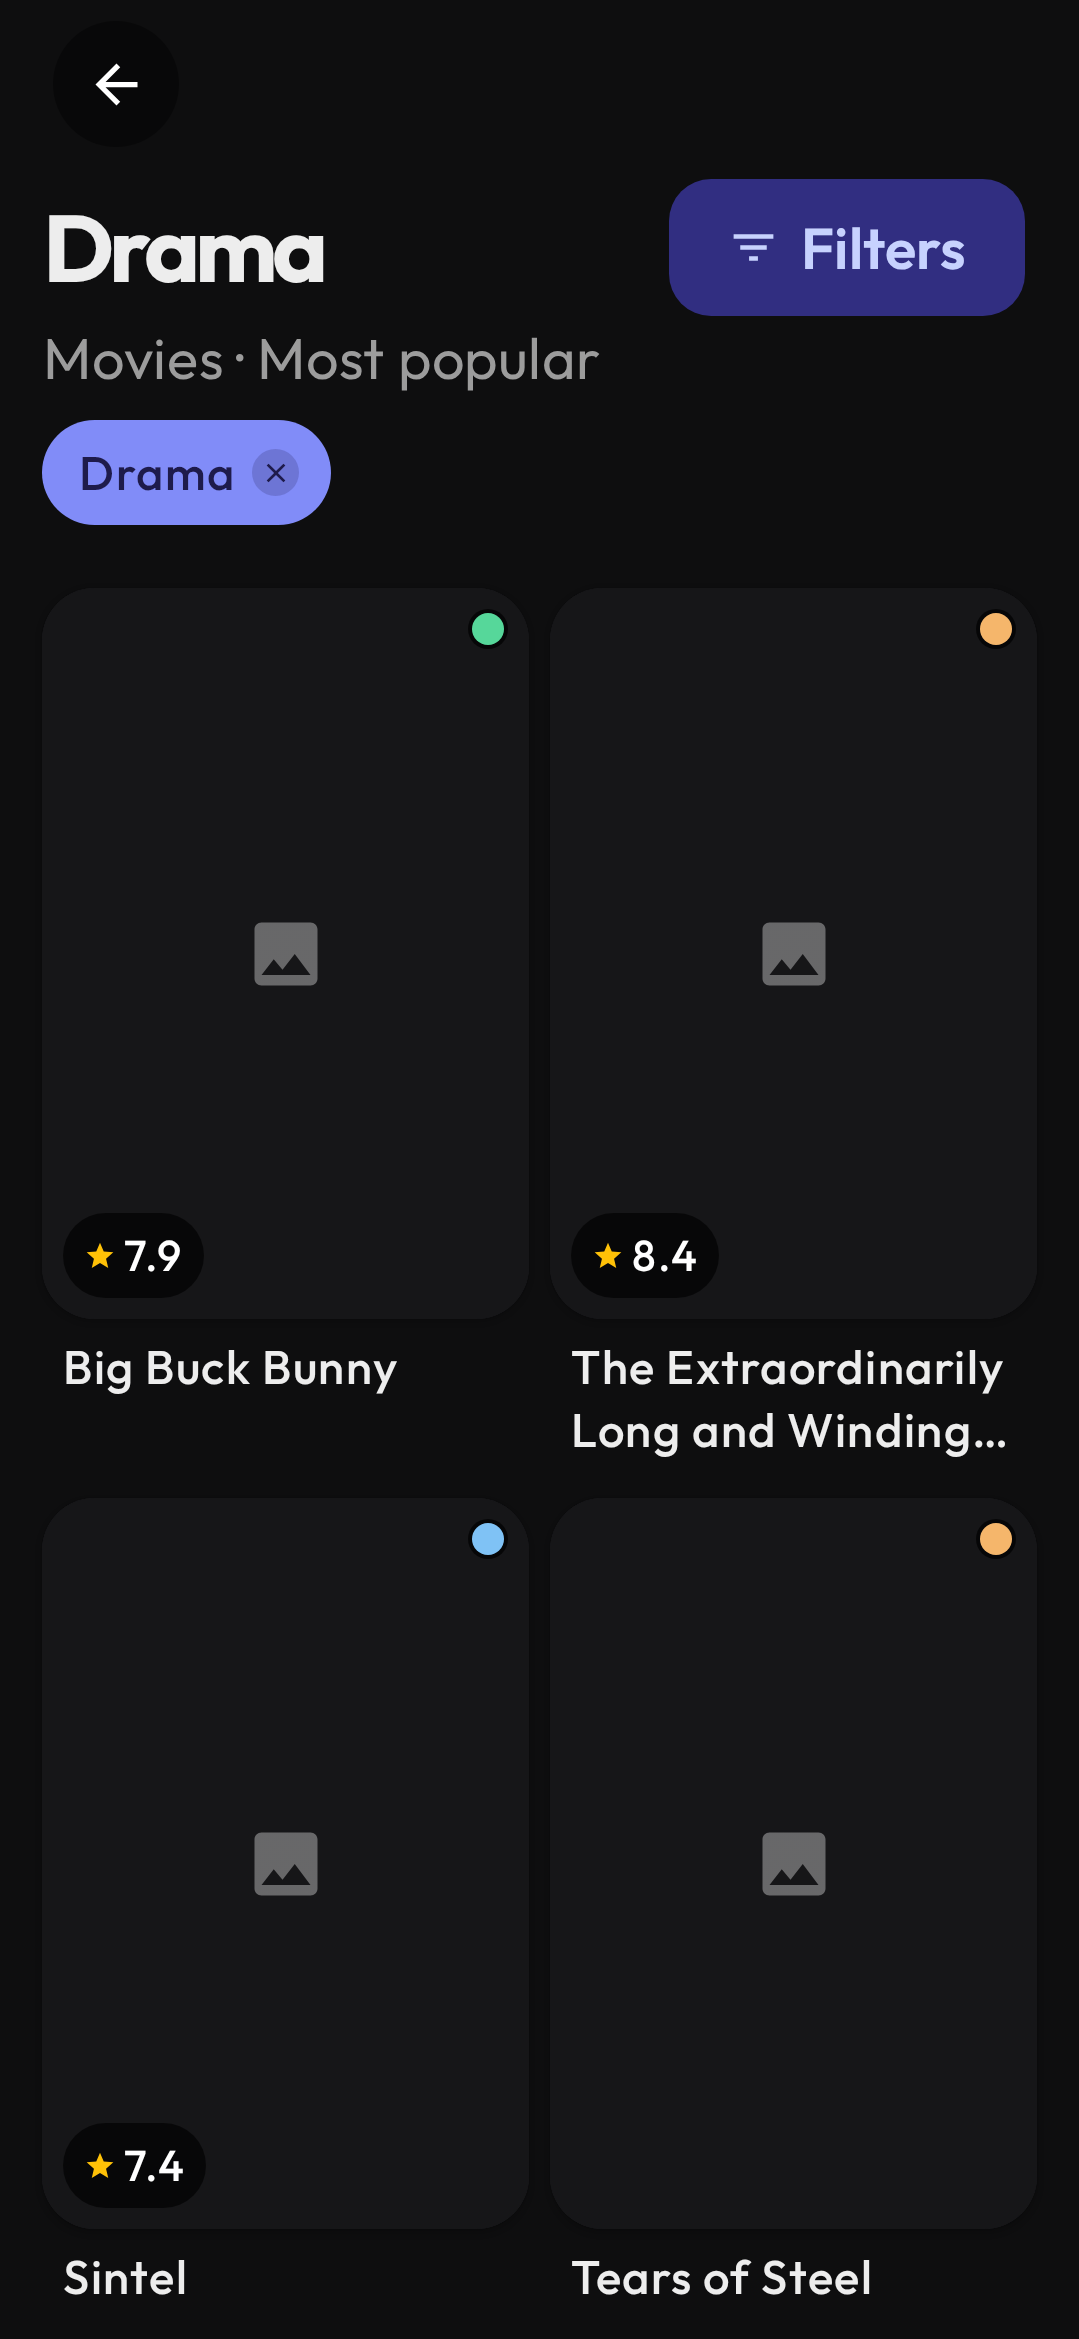 Drama
Filters
Movies · Most popular
Drama
7.9
8.4
Big Buck Bunny
The Extraordinarily
Long and Winding...
7.4
Sintel
Tears of Steel